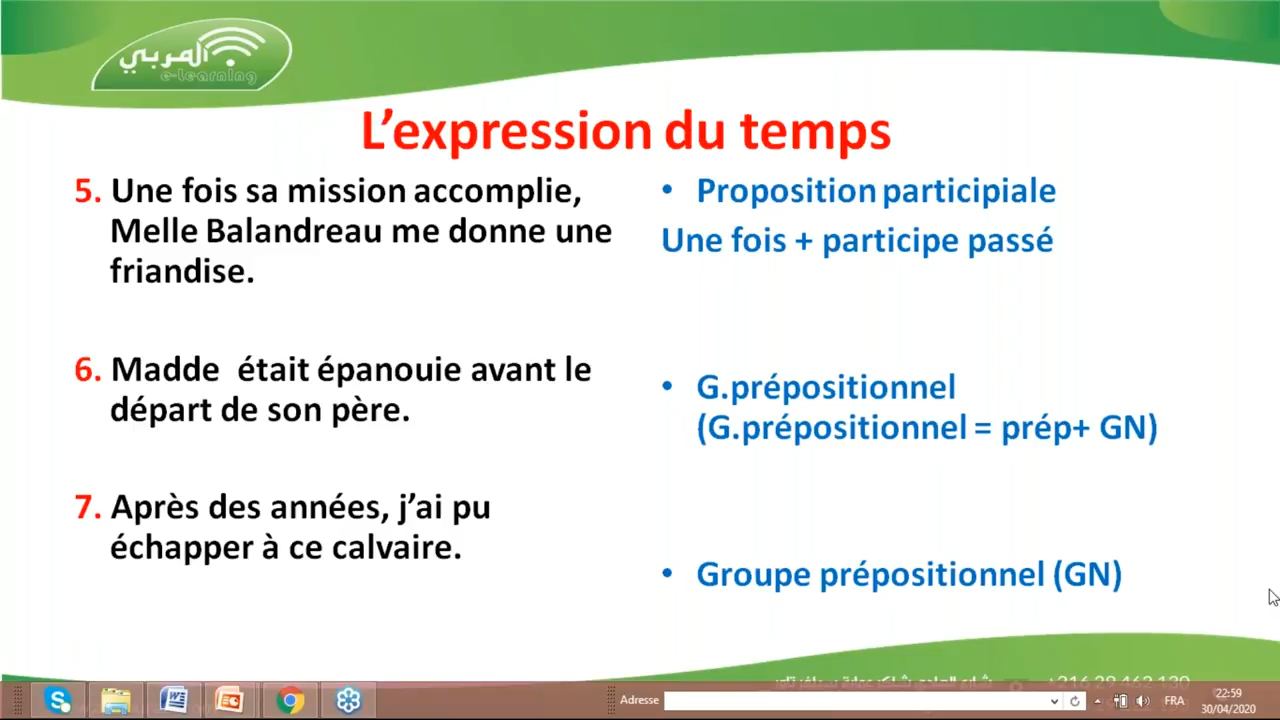 العربي
e-learning
L’expression du temps
5. Une fois sa mission accomplie,
Melle Balandreau me donne une
friandise.
6. Madde était épanouie avant le
départ de son père.
7. Après des années, j’ai pu
échapper à ce calvaire.
• Proposition participiale
Une fois + participe passé
• G.prépositionnel
(G.prépositionnel = prép+ GN)
• Groupe prépositionnel (GN)
Adresse
FRA
22:59
30/04/2020